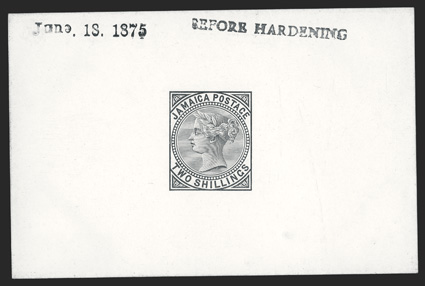 June. 18. 1875 BEFORE HARDENING
JAMAICA POSTAGE
TWO SHILLINGS